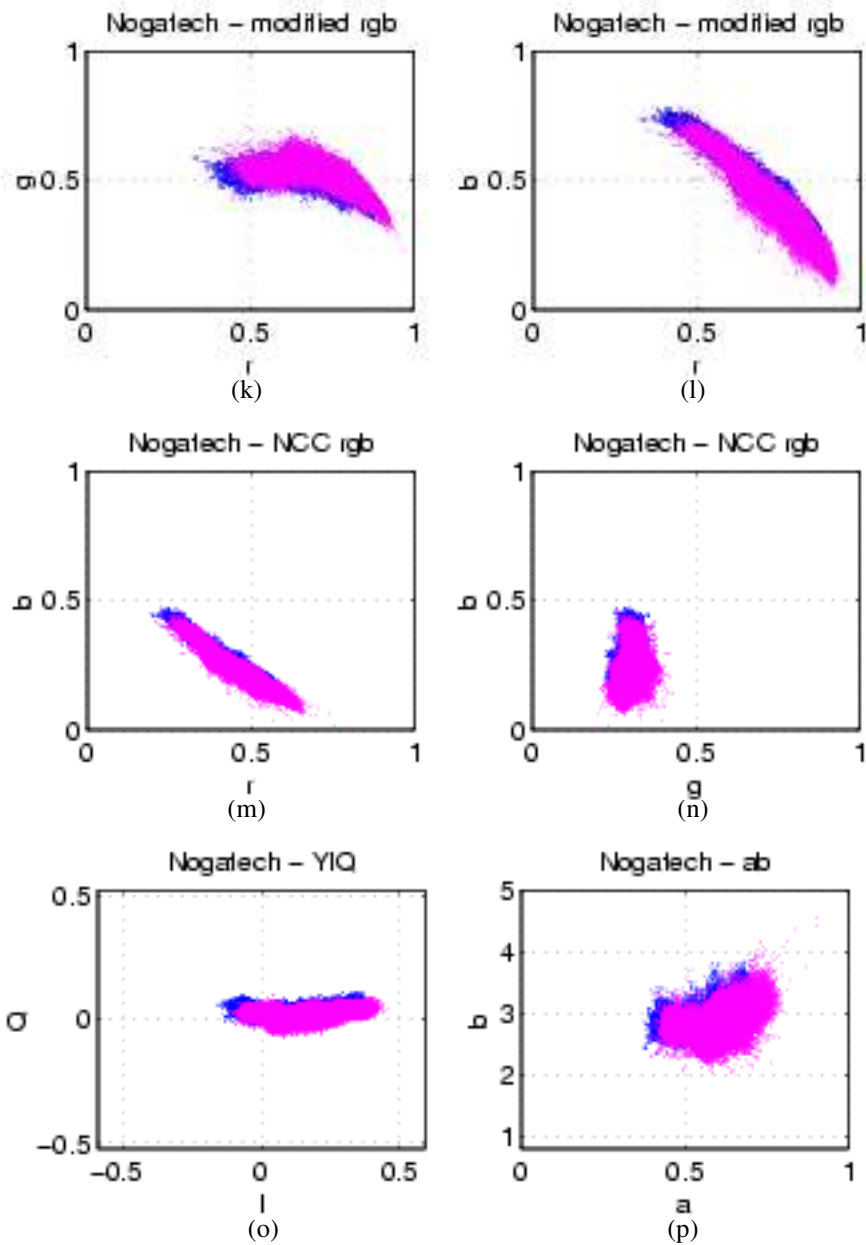 Nogatech – modified rgb
1
g 0.5
0
0 0.5 1
r
(k)
Nogatech – modified rgb
1
b 0.5
0
0 0.5 1
r
(l)
Nogatech – NCC rgb
1
b 0.5
0
0 0.5 1
r
(m)
Nogatech – NCC rgb
1
b 0.5
0
0 0.5 1
g
(n)
Nogatech – YIQ
0.5
Q 0
–0.5
–0.5 0 0.5
I
(o)
Nogatech – ab
5
4
b 3
2
1
0 0.5 1
a
(p)